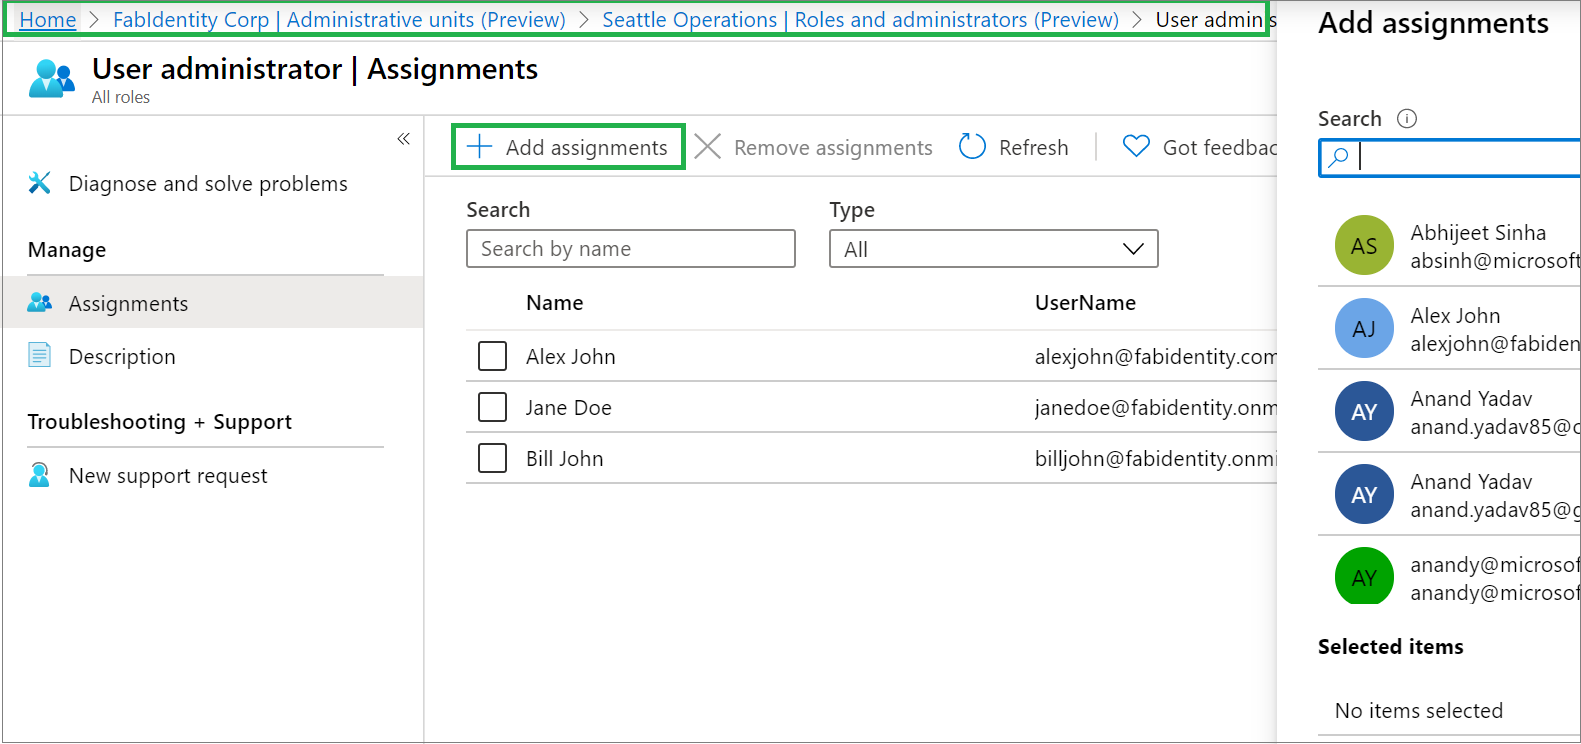 Home > FabIdentity Corp | Administrative units (Preview) > Seattle Operations | Roles and administrators (Preview) > User adminis
User administrator | Assignments
All roles
«
Diagnose and solve problems
Manage
Assignments
Description
Troubleshooting + Support
New support request
Add assignments
Remove assignments
Refresh
Got feedbac
Search
Search by name
Type
All
Name UserName
Alex John alexjohn@fabidentity.com
Jane Doe janedoe@fabidentity.onm
Bill John billjohn@fabidentity.onmi
Add assignments
Search
AS
Abhijeet Sinha
absinh@microsoft
AJ
Alex John
alexjohn@fabiden
AY
Anand Yadav
anand.yadav85@
AY
Anand Yadav
anand.yadav85@g
AY
anandy@microsof
anandy@microsof
Selected items
No items selected